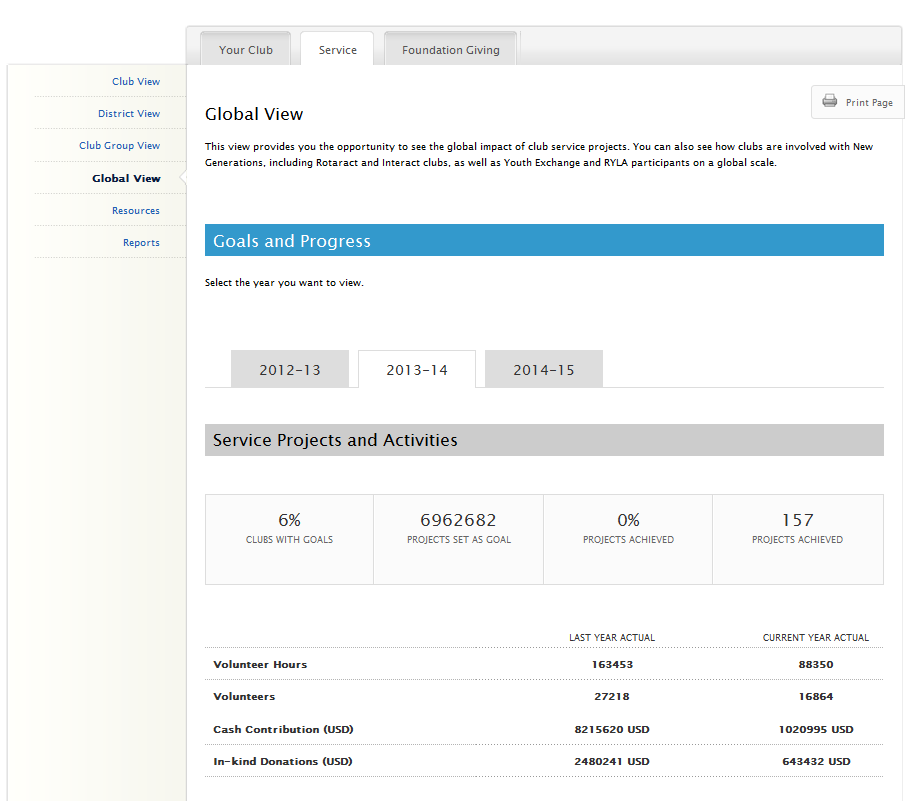 Your Club Service Foundation Giving
Club View
District View
Club Group View
Global View
Resources
Reports
Print Page
Global View
This view provides you the opportunity to see the global impact of club service projects. You can also see how clubs are involved with New
Generations, including Rotaract and Interact clubs, as well as Youth Exchange and RYLA participants on a global scale.
Goals and Progress
Select the year you want to view.
2012-13 2013-14 2014-15
Service Projects and Activities
6% 6962682 0% 157
CLUBS WITH GOALS PROJECTS SET AS GOAL PROJECTS ACHIEVED PROJECTS ACHIEVED
LAST YEAR ACTUAL CURRENT YEAR ACTUAL
Volunteer Hours 163453 88350
Volunteers 27218 16864
Cash Contribution (USD) 8215620 USD 1020995 USD
In-kind Donations (USD) 2480241 USD 643432 USD